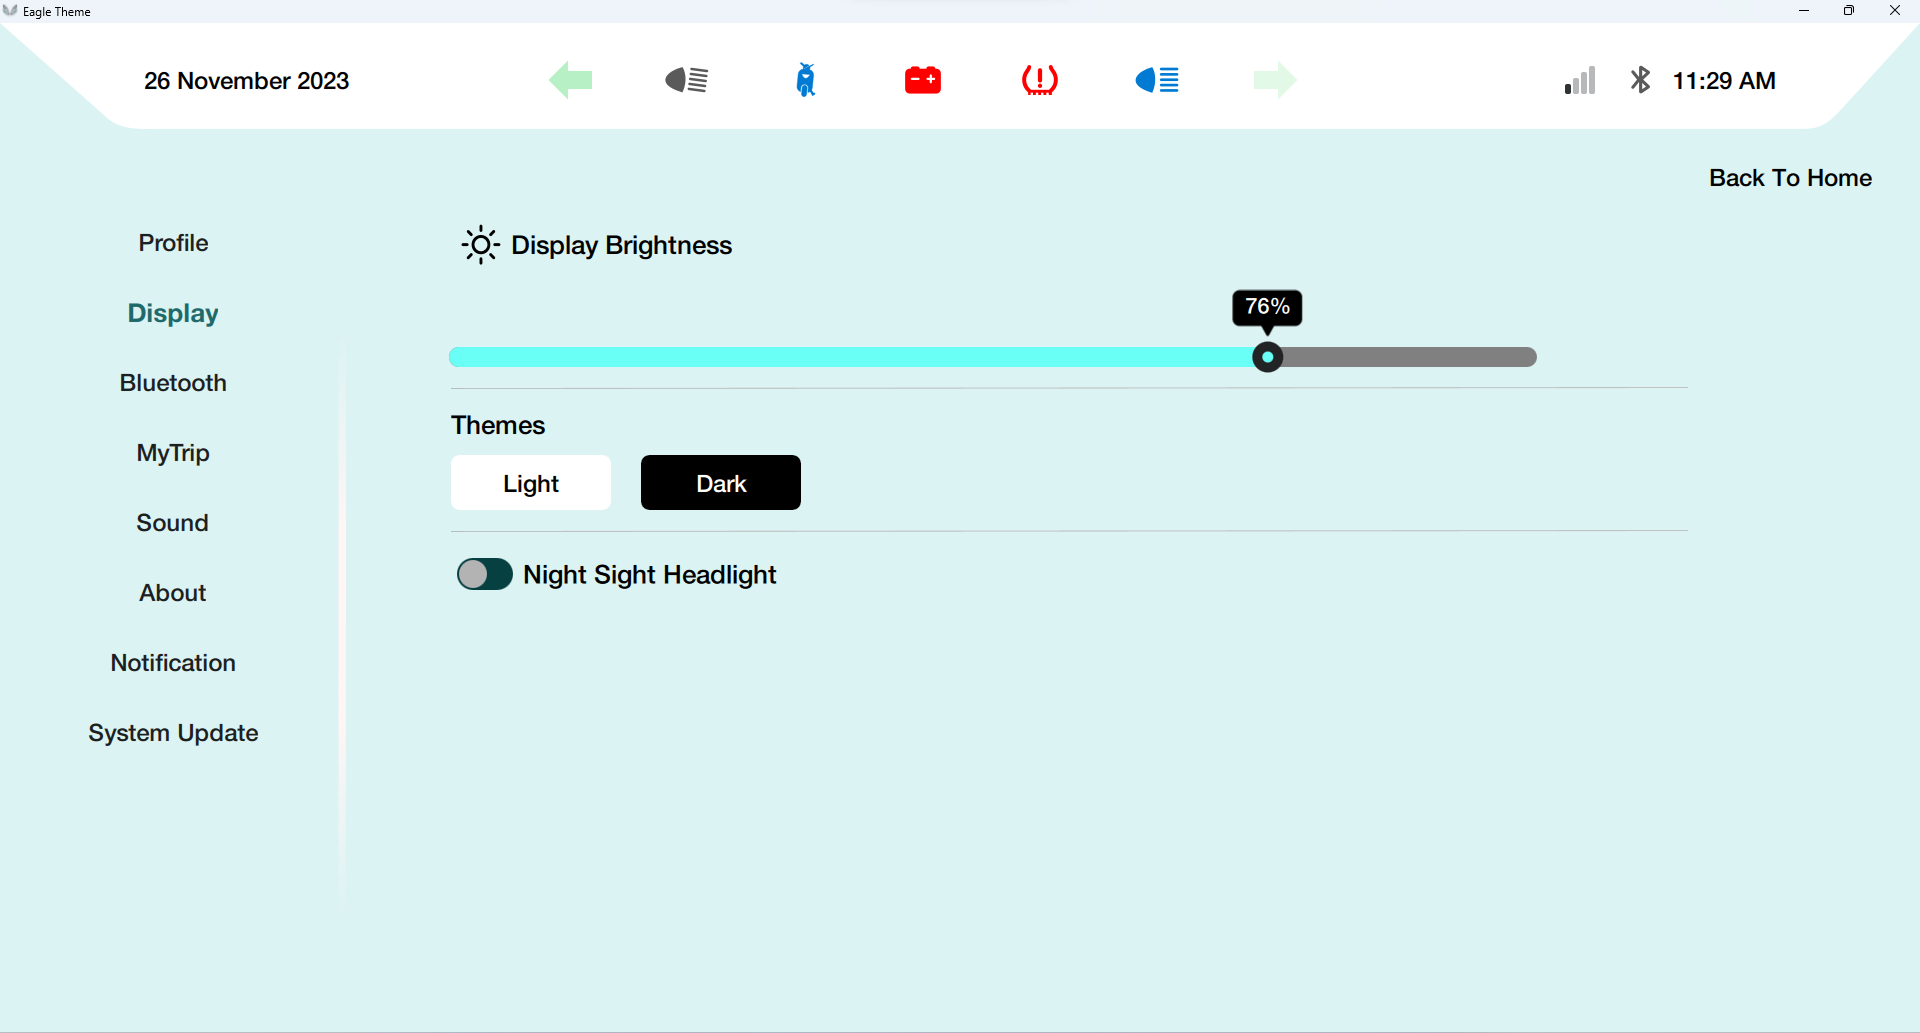 Eagle Theme
26 November 2023
11:29 AM
Back To Home
Profile
Display
Bluetooth
MyTrip
Sound
About
Notification
System Update
Display Brightness
76%
Themes
Light
Dark
Night Sight Headlight